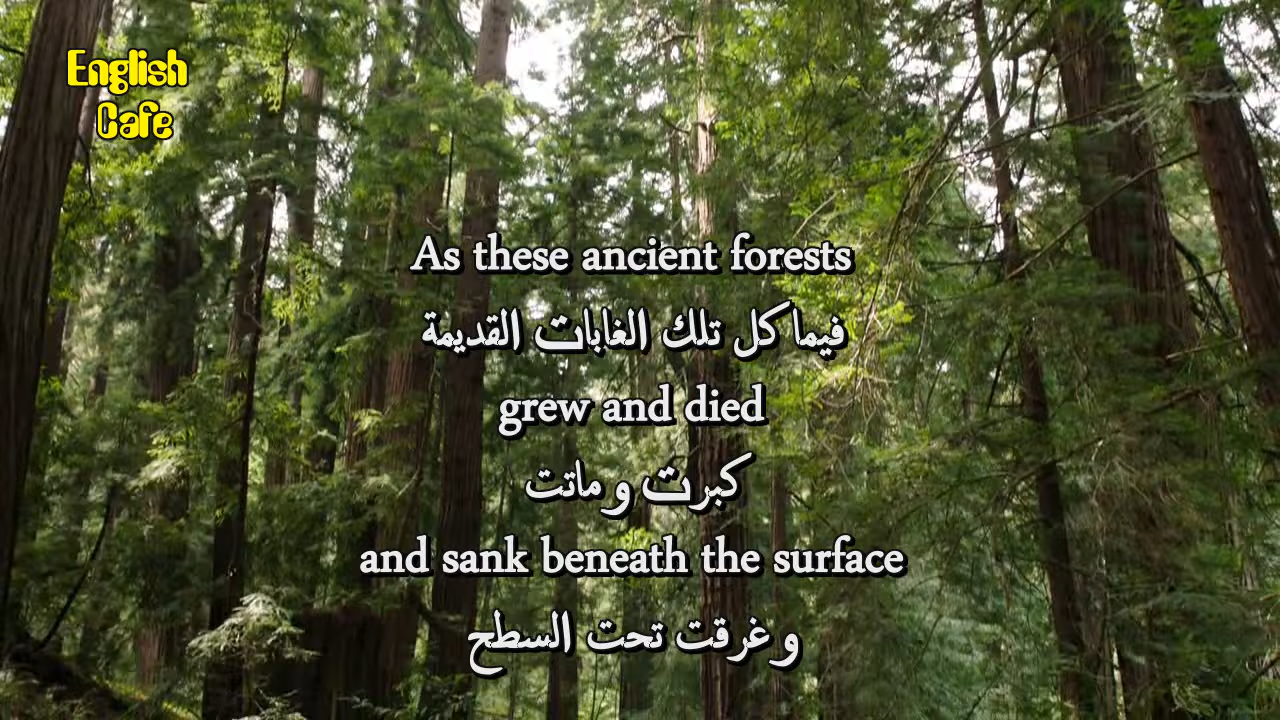 English
Cafe
As these ancient forests
فيما كل تلك الغابات القديمة
grew and died
كبرت و ماتت
and sank beneath the surface
و غرقت تحت السطح